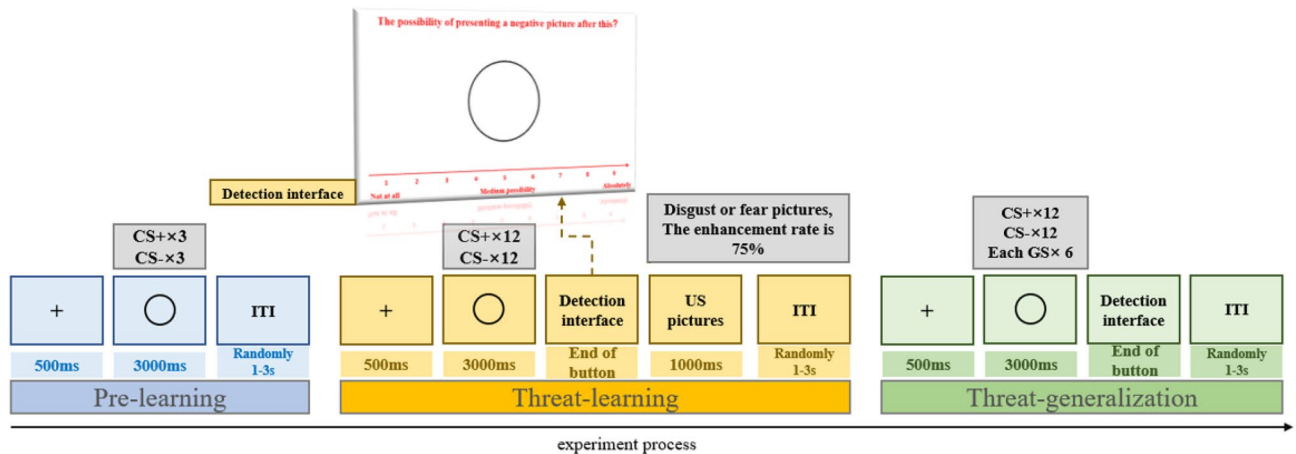 The possibility of presenting a negative picture after this?
1 2 3 4 5 6 7 8 9
Not at all Medium possibility Absolutely
Detection interface
CS+×3
CS-×3
CS+×12
CS-×12
Disgust or fear pictures,
The enhancement rate is
75%
CS+×12
CS-×12
Each GS× 6
+
ITI
500ms
3000ms
Randomly
1-3s
Pre-learning
+
Detection
interface
US
pictures
ITI
500ms
3000ms
End of
button
1000ms
Randomly
1-3s
Threat-learning
+
Detection
interface
ITI
500ms
3000ms
End of
button
Randomly
1-3s
Threat-generalization
experiment process